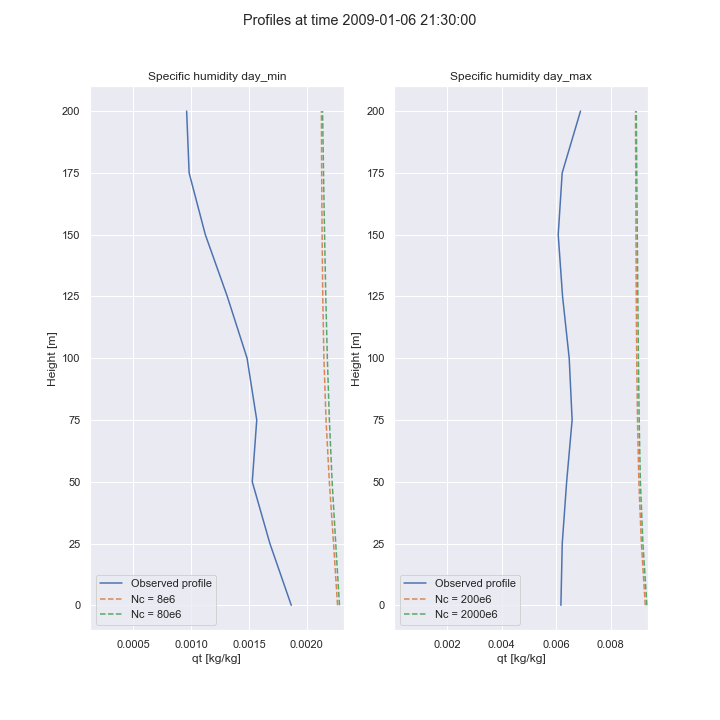 Profiles at time 2009-01-06 21:30:00
Specific humidity day_min
200
175
150
125
100
75
50
25
0
Height [m]
Observed profile
Nc = 8e6
Nc = 80e6
0.0005 0.0010 0.0015 0.0020
qt [kg/kg]
Specific humidity day_max
200
175
150
125
100
75
50
25
0
Height [m]
Observed profile
Nc = 200e6
Nc = 2000e6
0.002 0.004 0.006 0.008
qt [kg/kg]